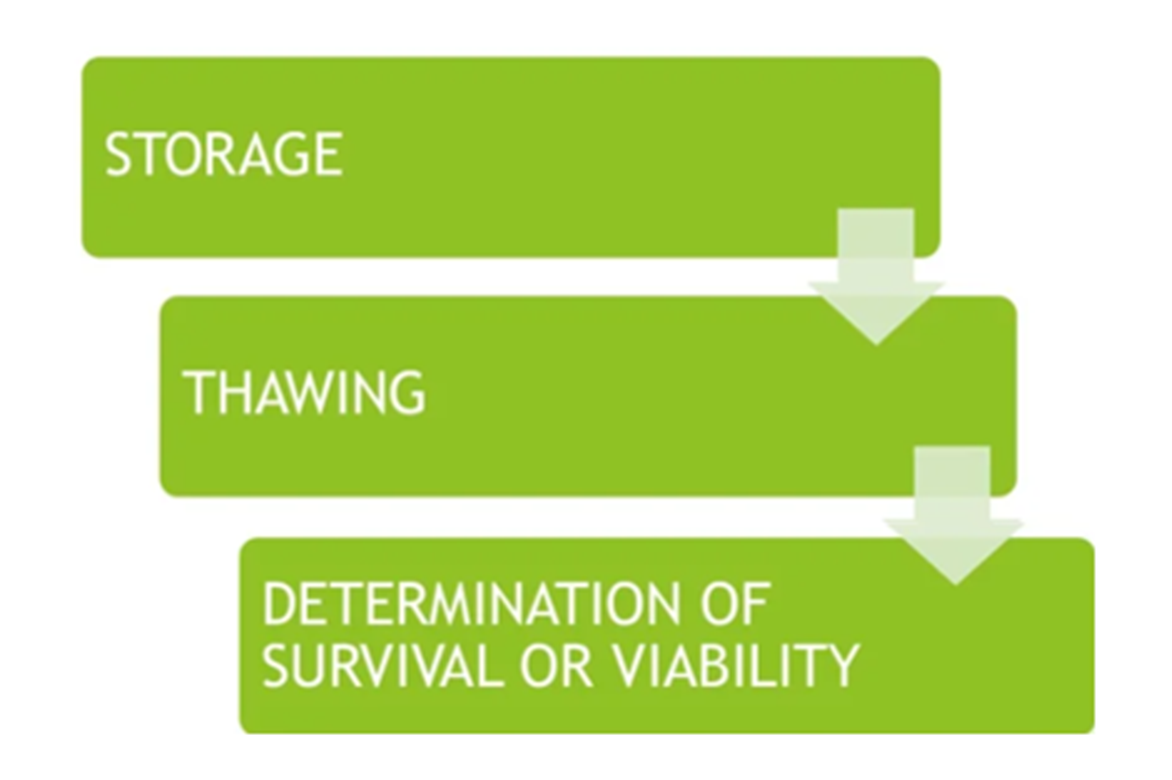 STORAGE
THAWING
DETERMINATION OF
SURVIVAL OR VIABILITY